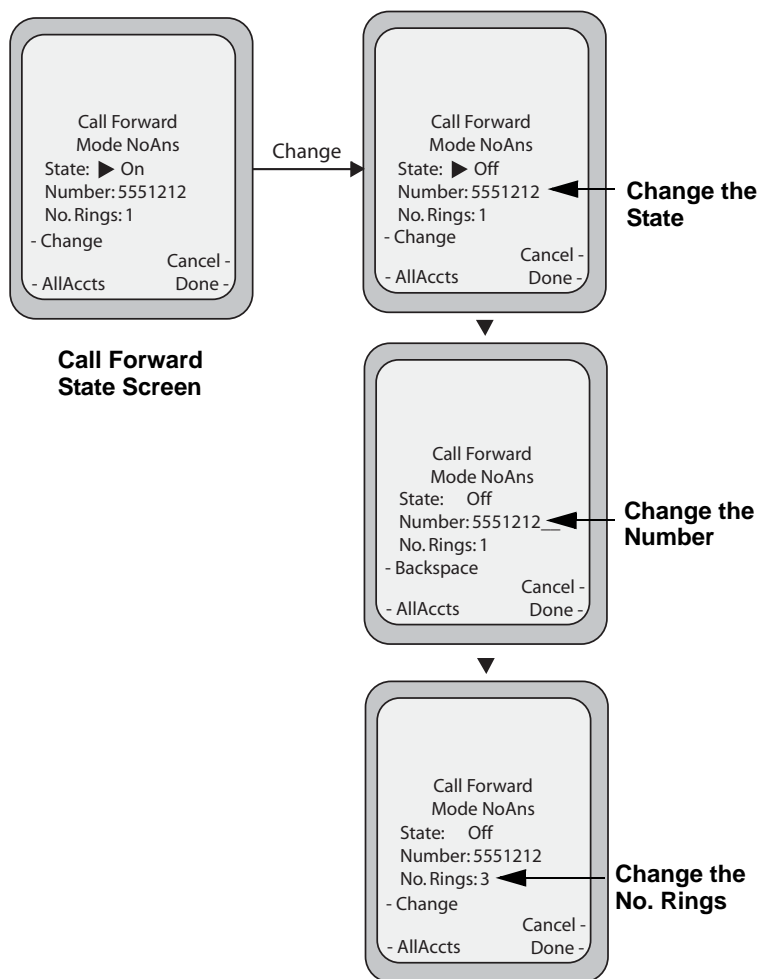 Call Forward
Mode NoAns
State: ▶ On
Number: 5551212
No. Rings: 1
- Change
Cancel -
- AllAccts Done -
Call Forward
State Screen
Change
Call Forward
Mode NoAns
State: ▶ Off
Number: 5551212
No. Rings: 1
- Change
Cancel -
- AllAccts Done -
Change the
State
Call Forward
Mode NoAns
State: Off
Number: 5551212__
No. Rings: 1
- Backspace
Cancel -
- AllAccts Done -
Change the
Number
Call Forward
Mode NoAns
State: Off
Number: 5551212
No. Rings: 3
- Change
Cancel -
- AllAccts Done -
Change the
No. Rings